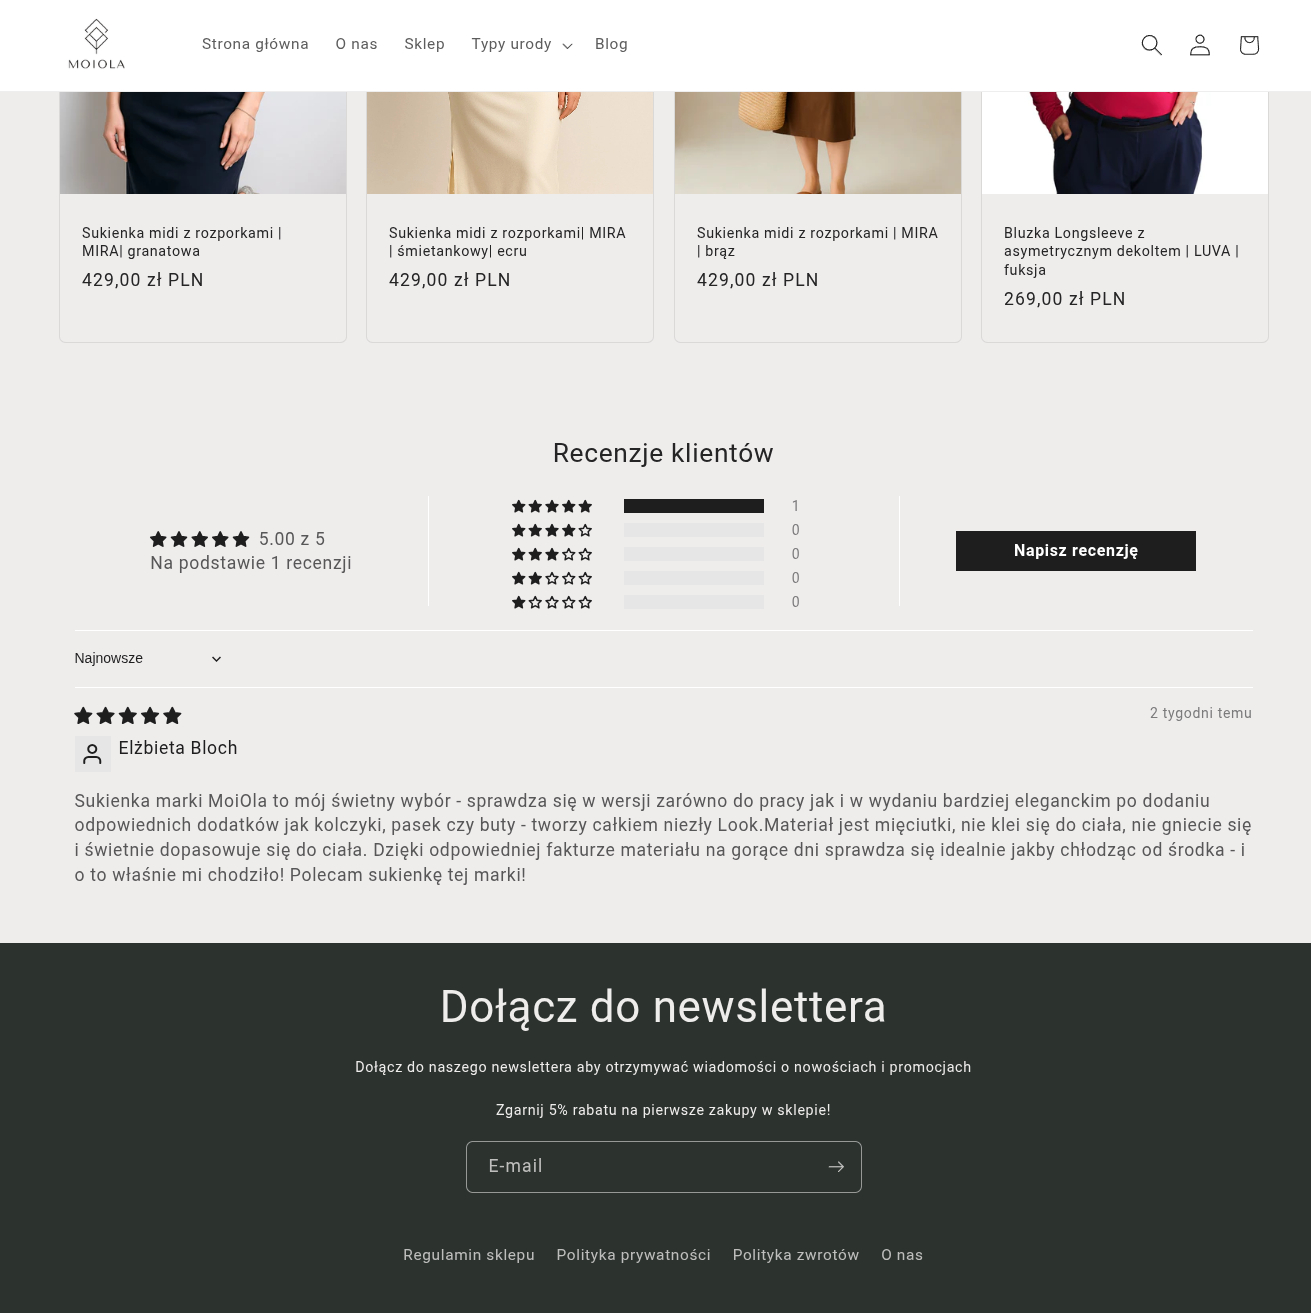 MOIOLA
Strona główna
O nas
Sklep
Typy urody
Blog
Sukienka midi z rozporkami |
MIRA| granatowa
429,00 zł PLN
Sukienka midi z rozporkami| MIRA
| śmietankowy| ecru
429,00 zł PLN
Sukienka midi z rozporkami | MIRA
| brąz
429,00 zł PLN
Bluzka Longsleeve z
asymetrycznym dekoltem | LUVA |
fuksja
269,00 zł PLN
Recenzje klientów
5.00 z 5
Na podstawie 1 recenzji
1
0
0
0
0
Napisz recenzję
Najnowsze
2 tygodni temu
Elżbieta Bloch
Sukienka marki MoiOla to mój świetny wybór - sprawdza się w wersji zarówno do pracy jak i w wydaniu bardziej eleganckim po dodaniu
odpowiednich dodatków jak kolczyki, pasek czy buty - tworzy całkiem niezły Look.Materiał jest mięciutki, nie klei się do ciała, nie gniecie się
i świetnie dopasowuje się do ciała. Dzięki odpowiedniej fakturze materiału na gorące dni sprawdza się idealnie jakby chłodząc od środka - i
o to właśnie mi chodziło! Polecam sukienkę tej marki!
Dołącz do newslettera
Dołącz do naszego newslettera aby otrzymywać wiadomości o nowościach i promocjach
Zgarnij 5% rabatu na pierwsze zakupy w sklepie!
E-mail
Regulamin sklepu
Polityka prywatności
Polityka zwrotów
O nas